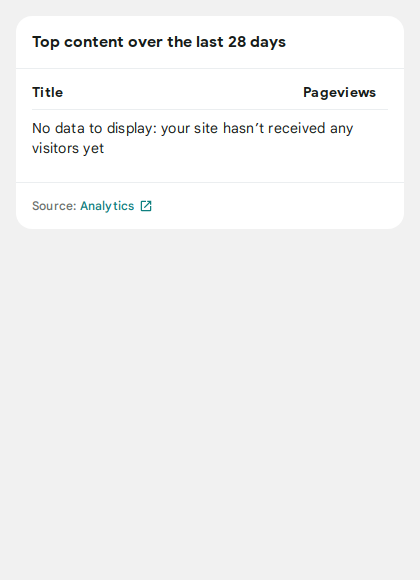 Top content over the last 28 days
Title Pageviews
No data to display: your site hasn’t received any
visitors yet
Source: Analytics